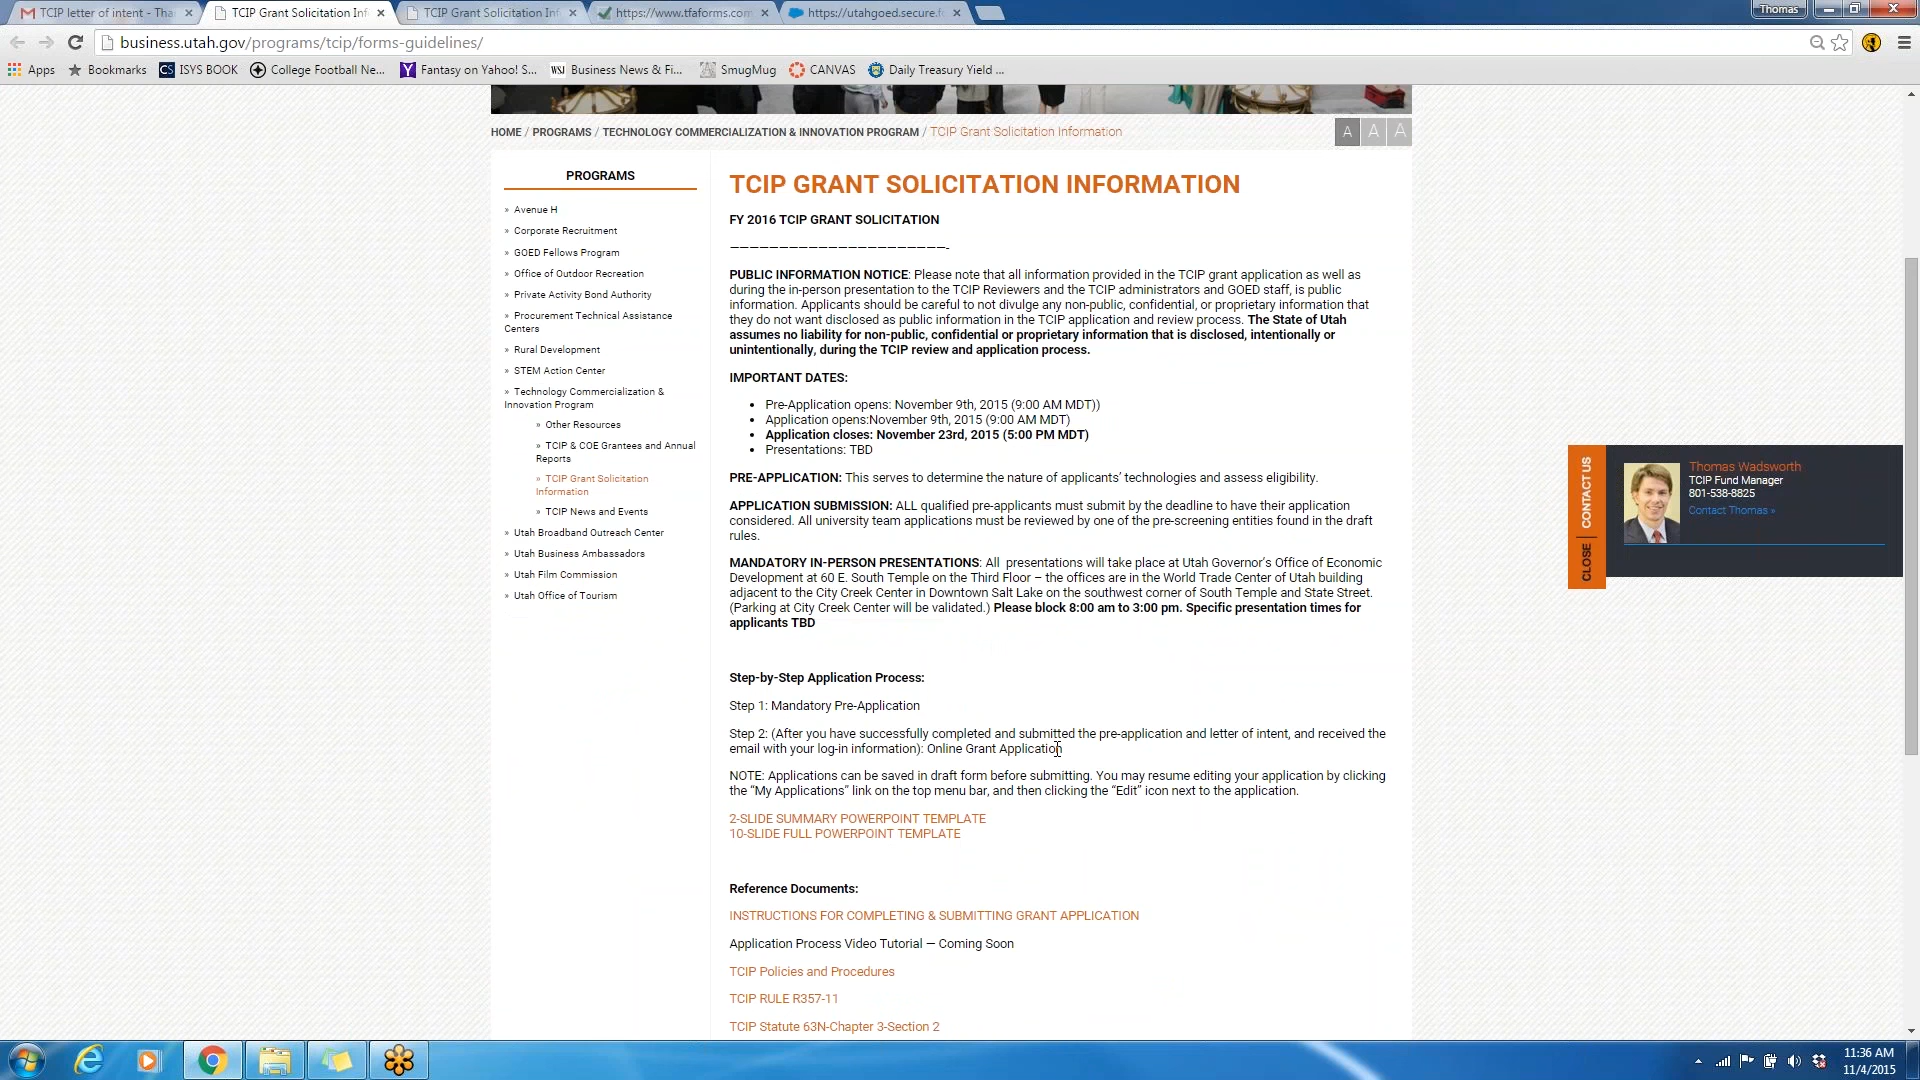 TCIP letter of intent - Tha
TCIP Grant Solicitation Inf
TCIP Grant Solicitation Inf
https://www.tfaforms.com
https://utahgoed.secure.fo
Thomas
business.utah.gov/programs/tcip/forms-guidelines/
Apps
Bookmarks
CS ISYS BOOK
College Football Ne...
Fantasy on Yahoo! S...
WSJ Business News & Fi...
SmugMug
CANVAS
Daily Treasury Yield ...
HOME / PROGRAMS / TECHNOLOGY COMMERCIALIZATION & INNOVATION PROGRAM / TCIP Grant Solicitation Information
A A A
PROGRAMS
» Avenue H
» Corporate Recruitment
» GOED Fellows Program
» Office of Outdoor Recreation
» Private Activity Bond Authority
» Procurement Technical Assistance
Centers
» Rural Development
» STEM Action Center
» Technology Commercialization &
Innovation Program
» Other Resources
» TCIP & COE Grantees and Annual
Reports
» TCIP Grant Solicitation
Information
» TCIP News and Events
» Utah Broadband Outreach Center
» Utah Business Ambassadors
» Utah Film Commission
» Utah Office of Tourism
TCIP GRANT SOLICITATION INFORMATION
FY 2016 TCIP GRANT SOLICITATION
———————————————————————-
PUBLIC INFORMATION NOTICE: Please note that all information provided in the TCIP grant application as well as
during the in-person presentation to the TCIP Reviewers and the TCIP administrators and GOED staff, is public
information. Applicants should be careful to not divulge any non-public, confidential, or proprietary information that
they do not want disclosed as public information in the TCIP application and review process. The State of Utah
assumes no liability for non-public, confidential or proprietary information that is disclosed, intentionally or
unintentionally, during the TCIP review and application process.
IMPORTANT DATES:
• Pre-Application opens: November 9th, 2015 (9:00 AM MDT))
• Application opens:November 9th, 2015 (9:00 AM MDT)
• Application closes: November 23rd, 2015 (5:00 PM MDT)
• Presentations: TBD
PRE-APPLICATION: This serves to determine the nature of applicants’ technologies and assess eligibility.
APPLICATION SUBMISSION: ALL qualified pre-applicants must submit by the deadline to have their application
considered. All university team applications must be reviewed by one of the pre-screening entities found in the draft
rules.
MANDATORY IN-PERSON PRESENTATIONS: All presentations will take place at Utah Governor’s Office of Economic
Development at 60 E. South Temple on the Third Floor – the offices are in the World Trade Center of Utah building
adjacent to the City Creek Center in Downtown Salt Lake on the southwest corner of South Temple and State Street.
(Parking at City Creek Center will be validated.) Please block 8:00 am to 3:00 pm. Specific presentation times for
applicants TBD
Step-by-Step Application Process:
Step 1: Mandatory Pre-Application
Step 2: (After you have successfully completed and submitted the pre-application and letter of intent, and received the
email with your log-in information): Online Grant Application
NOTE: Applications can be saved in draft form before submitting. You may resume editing your application by clicking
the “My Applications” link on the top menu bar, and then clicking the “Edit” icon next to the application.
2-SLIDE SUMMARY POWERPOINT TEMPLATE
10-SLIDE FULL POWERPOINT TEMPLATE
Reference Documents:
INSTRUCTIONS FOR COMPLETING & SUBMITTING GRANT APPLICATION
Application Process Video Tutorial — Coming Soon
TCIP Policies and Procedures
TCIP RULE R357-11
TCIP Statute 63N-Chapter 3-Section 2
CLOSE | CONTACT US
Thomas Wadsworth
TCIP Fund Manager
801-538-8825
Contact Thomas »
11:36 AM
11/4/2015